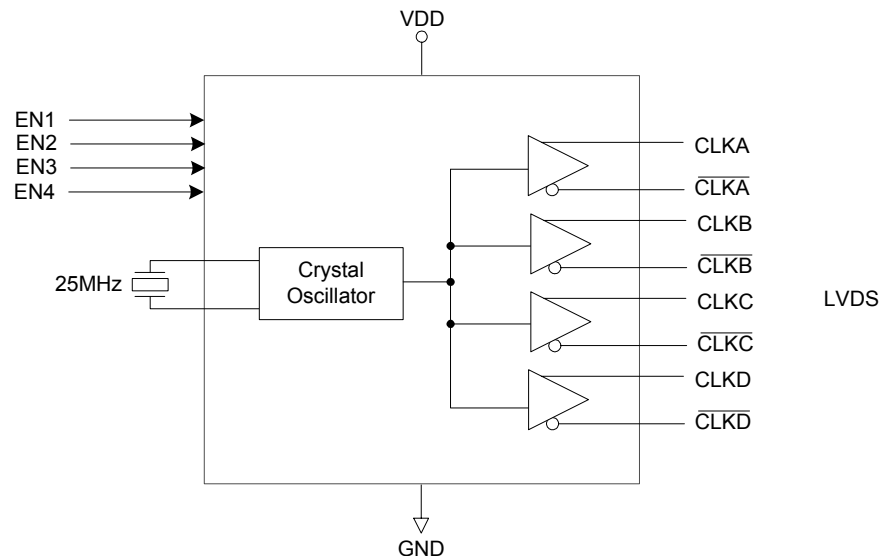 VDD
EN1
EN2
EN3
EN4
25MHz
Crystal
Oscillator
CLKA
CLKA
CLKB
CLKB
CLKC
CLKC
CLKD
CLKD
LVDS
GND